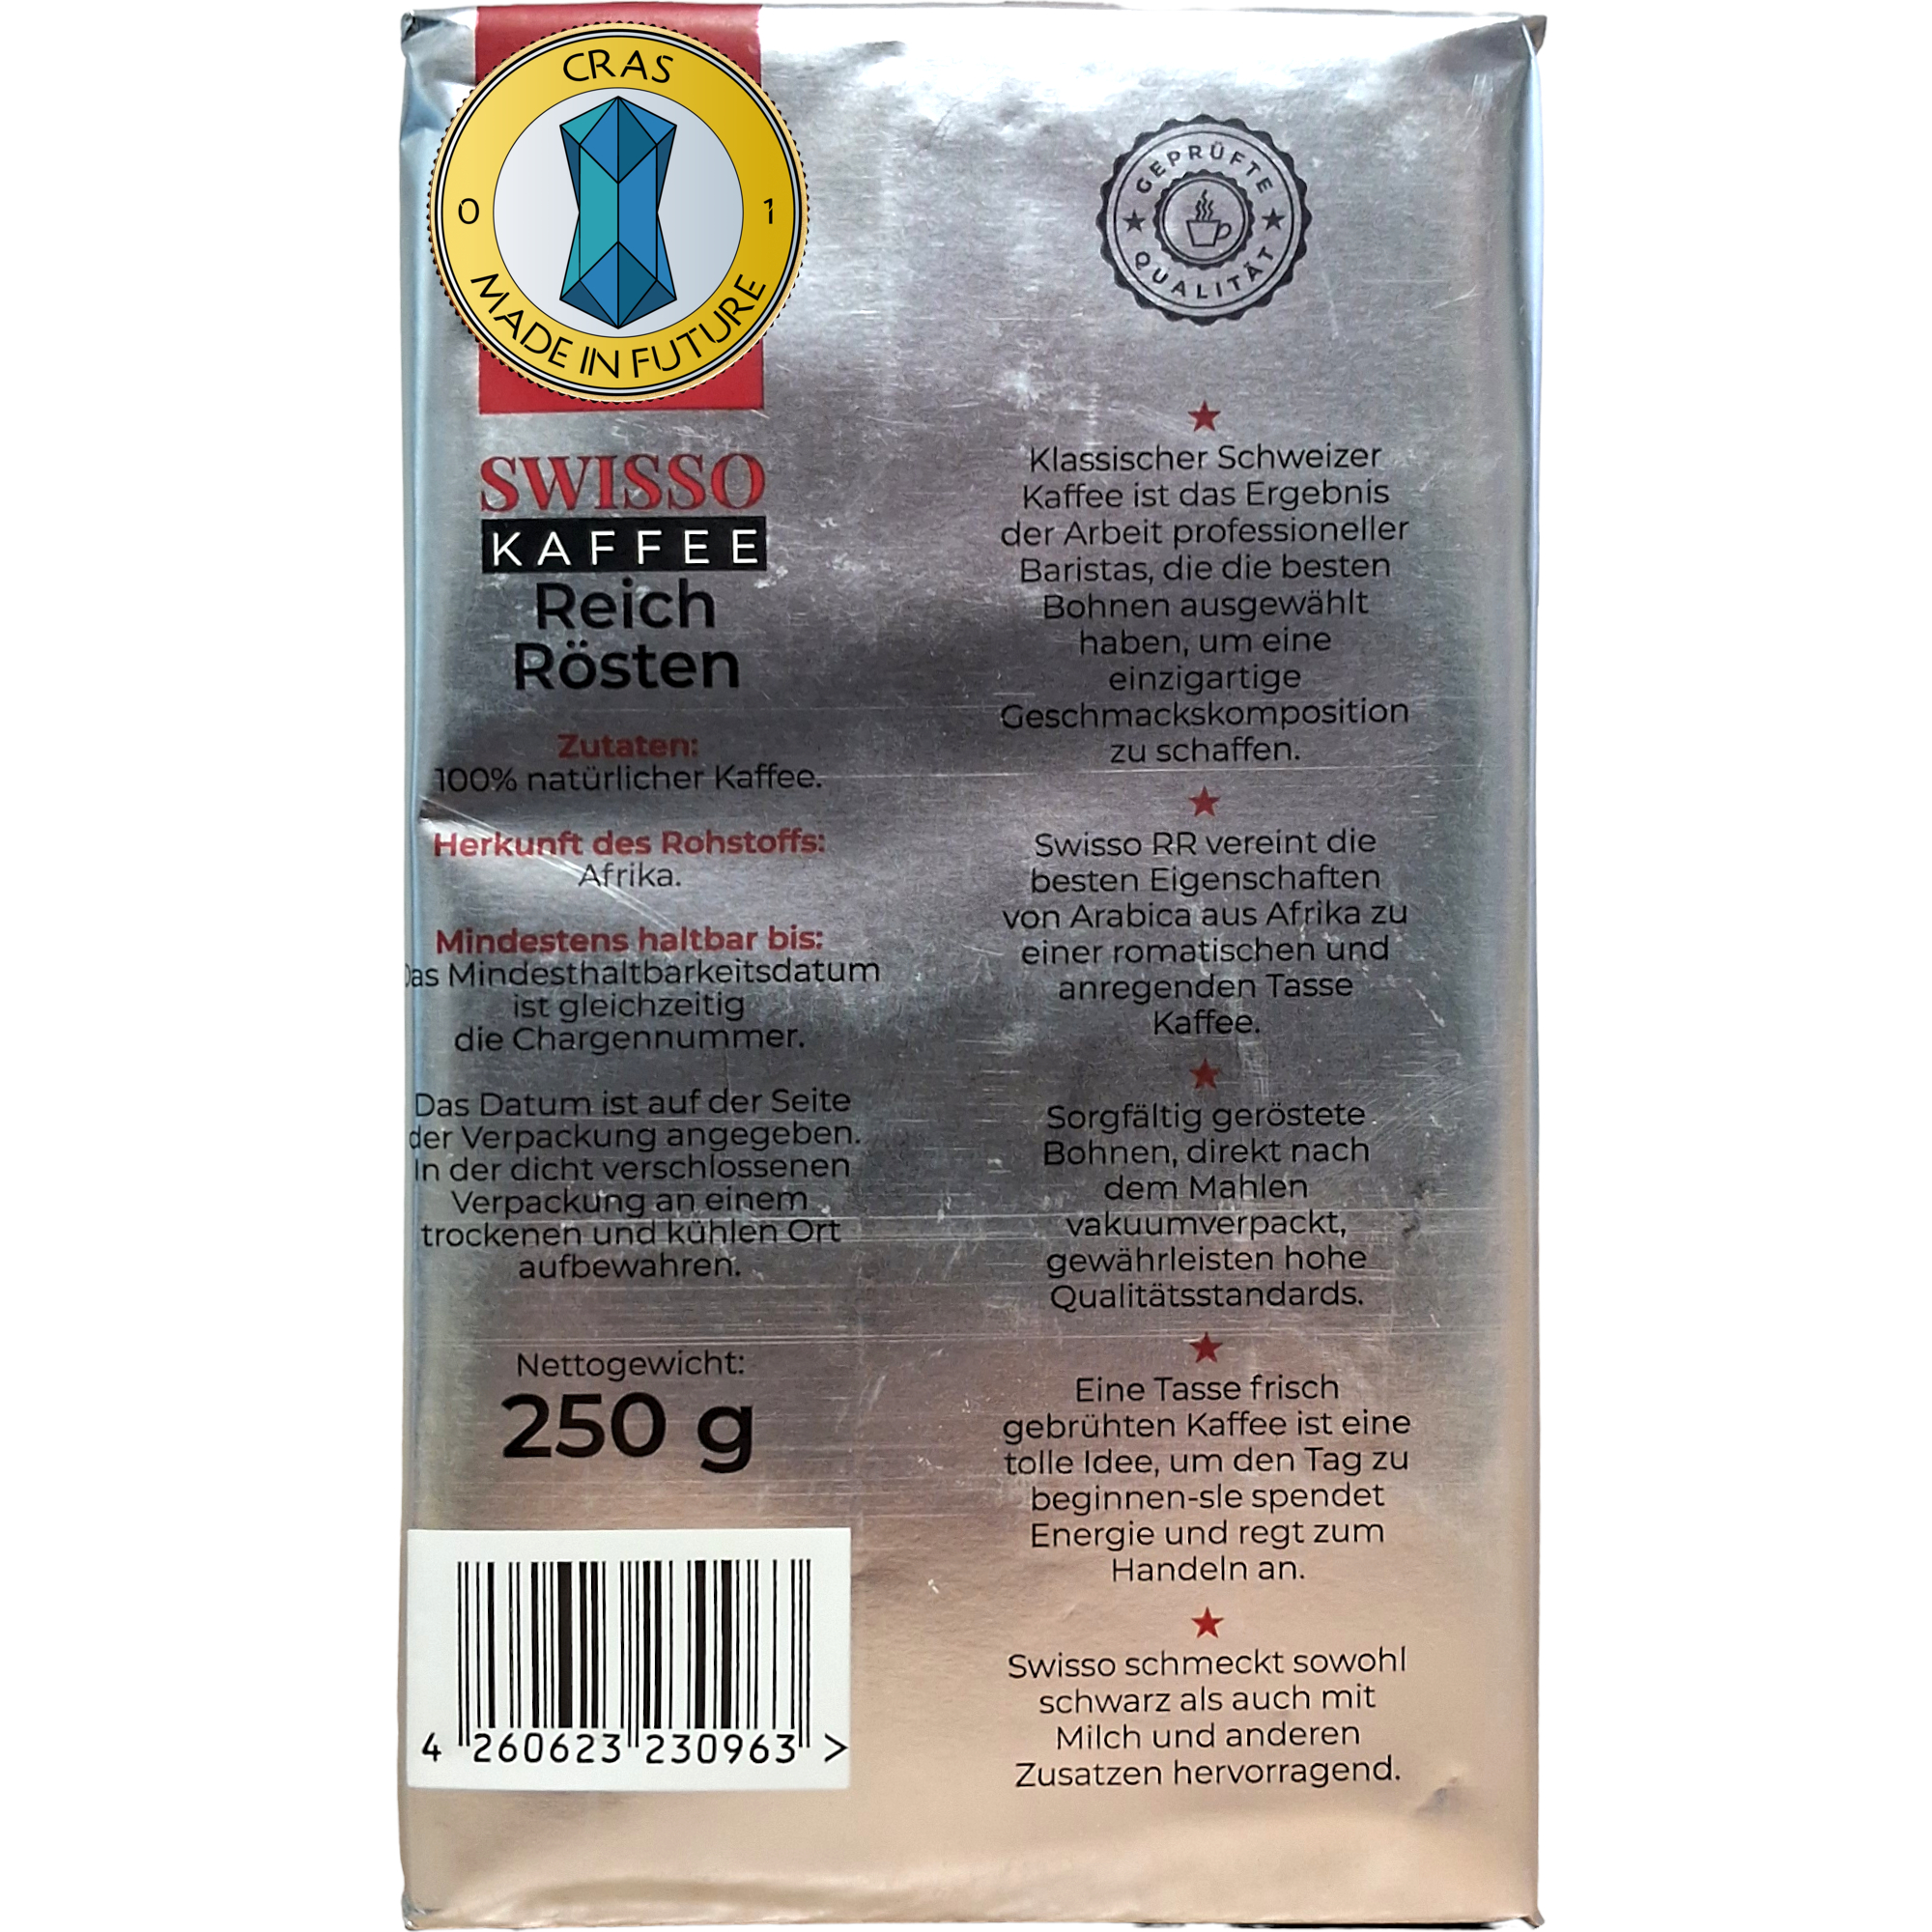 CRAS
0
1
MADE IN FUTURE
SWISSO
KAFFEE
Reich
Rösten
Zutaten:
100% natürlicher Kaffee.
Herkunft des Rohstoffs:
Afrika.
Mindestens haltbar bis:
Das Mindesthaltbarkeitsdatum
ist gleichzeitig
die Chargennummer.
Das Datum ist auf der Seite
der Verpackung angegeben.
In der dicht verschlossenen
Verpackung an einem
trockenen und kühlen Ort
aufbewahren.
Nettogewicht:
250 g
4 260623 230963 >
GEPRÜFTE
QUALITÄT
Klassischer Schweizer
Kaffee ist das Ergebnis
der Arbeit professioneller
Baristas, die die besten
Bohnen ausgewählt
haben, um eine
einzigartige
Geschmackskomposition
zu schaffen.
Swisso RR vereint die
besten Eigenschaften
von Arabica aus Afrika zu
einer romatischen und
anregenden Tasse
Kaffee.
Sorgfältig geröstete
Bohnen, direkt nach
dem Mahlen
vakuumverpackt,
gewährleisten hohe
Qualitätsstandards.
Eine Tasse frisch
gebrühten Kaffee ist eine
tolle Idee, um den Tag zu
beginnen-sle spendet
Energie und regt zum
Handeln an.
Swisso schmeckt sowohl
schwarz als auch mit
Milch und anderen
Zusatzen hervorragend.